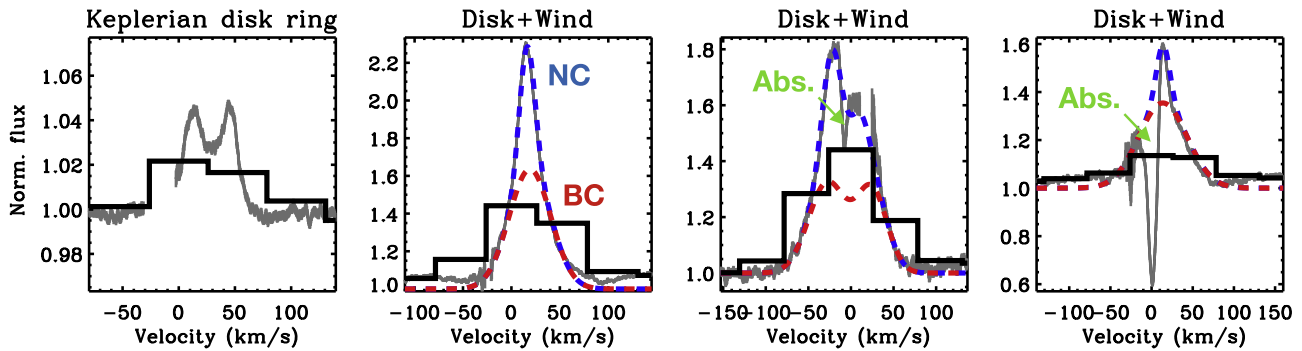 Keplerian disk ring
Disk+Wind
Disk+Wind
Disk+Wind
Norm. flux
1.06
1.04
1.02
1.00
0.98
-50 0 50 100
Velocity (km/s)
2.2
2.0
1.8
1.6
1.4
1.2
1.0
NC
BC
-100 -50 0 50 100
Velocity (km/s)
1.8
1.6
1.4
1.2
1.0
Abs.
-150 -100 -50 0 50 100
Velocity (km/s)
1.6
1.4
1.2
1.0
0.8
0.6
Abs.
-100 -50 0 50 100 150
Velocity (km/s)